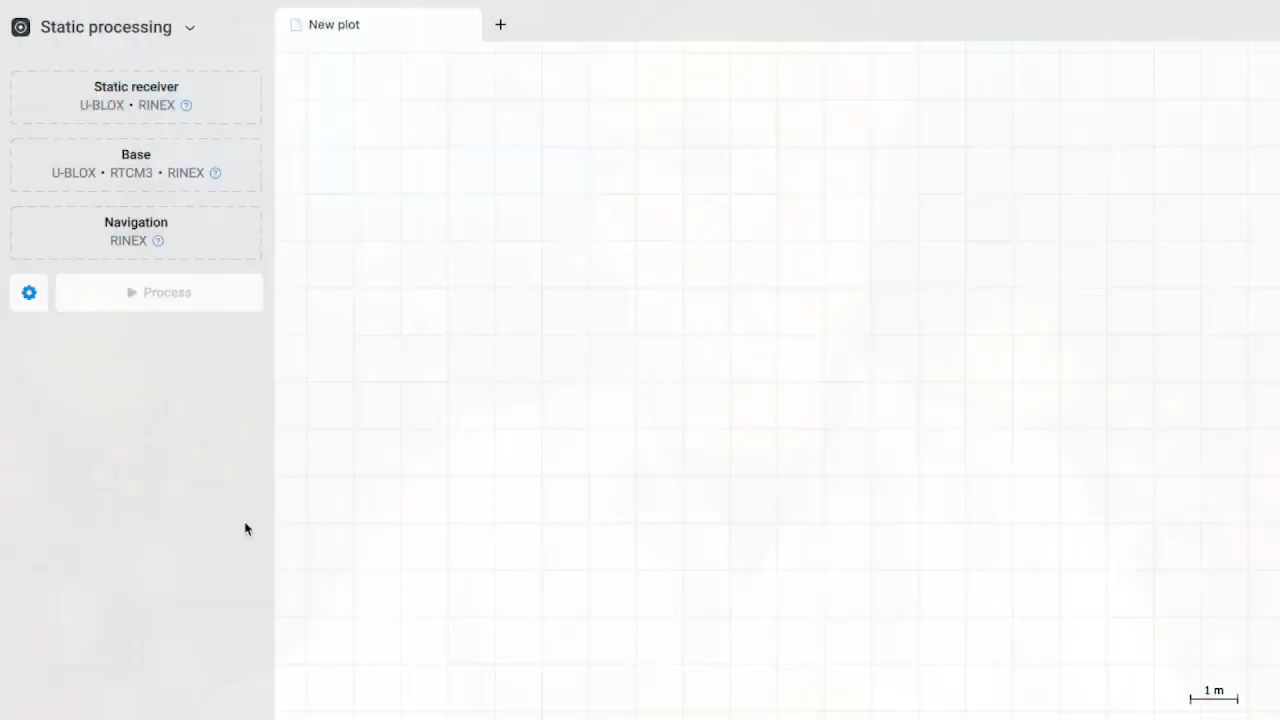 Static processing
New plot
+
Static receiver
U-BLOX • RINEX ?
Base
U-BLOX • RTCM3 • RINEX ?
Navigation
RINEX ?
Process
1 m